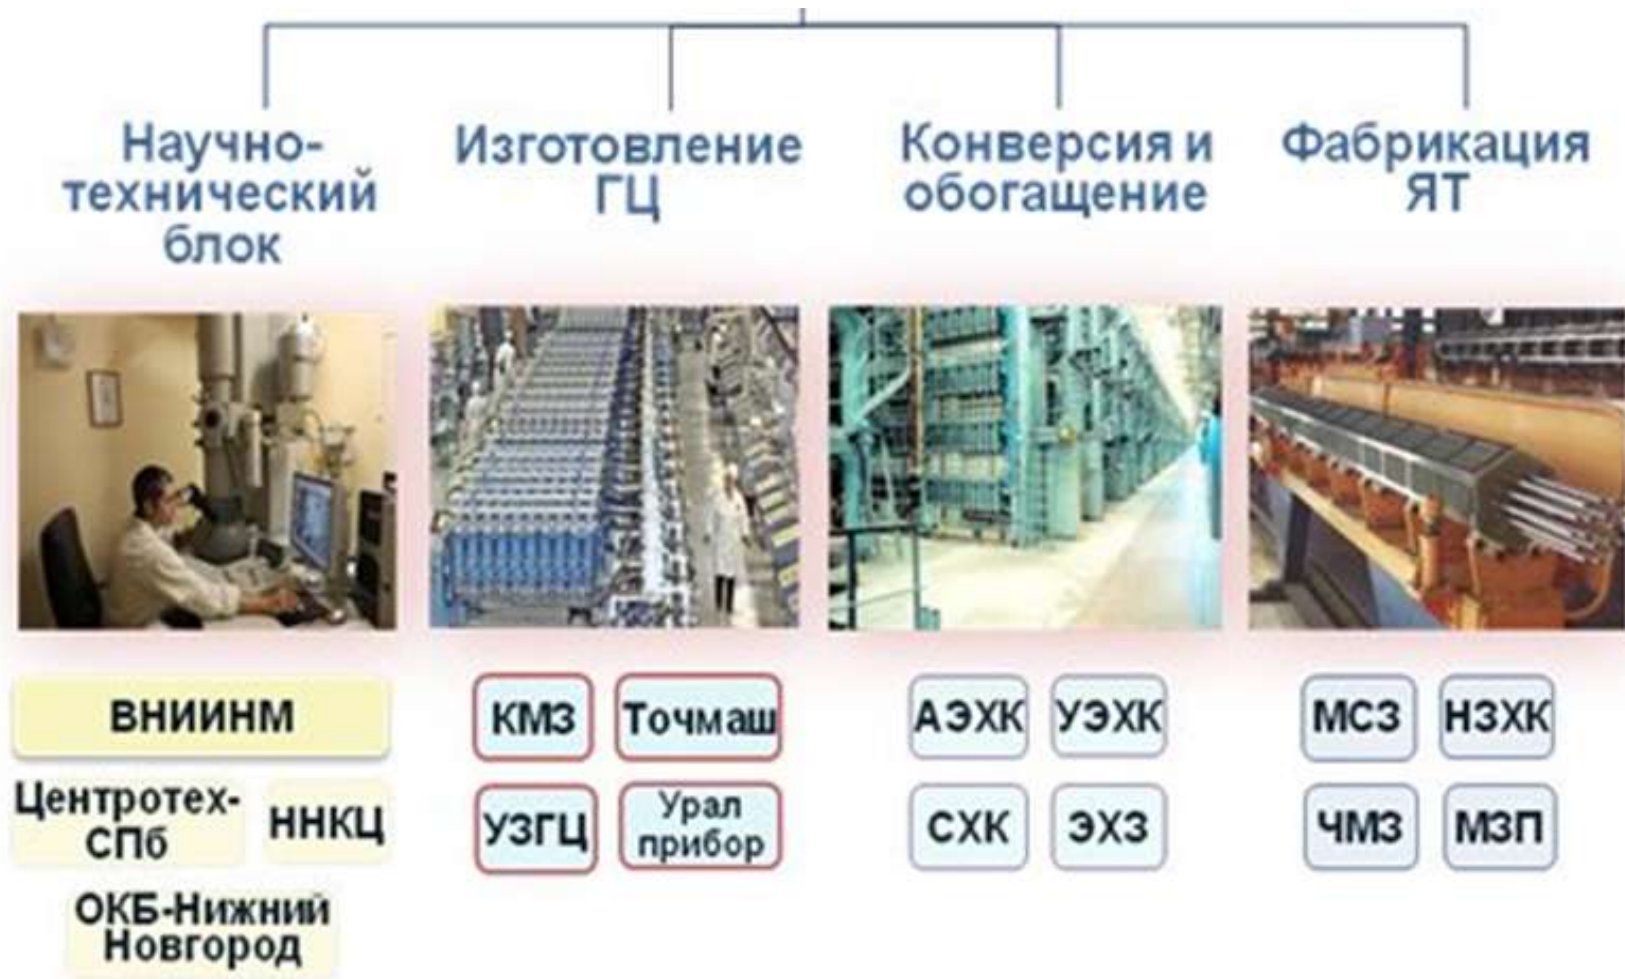 Научно-
технический
блок
Изготовление
ГЦ
Конверсия и
обогащение
Фабрикация
ЯТ
ВНИИНМ
Центротех-
СПб
ННКЦ
ОКБ-Нижний
Новгород
КМЗ
Точмаш
УЗГЦ
Урал
прибор
АЭХК
УЭХК
СХК
ЭХЗ
МСЗ
НЗХК
ЧМЗ
МЗП